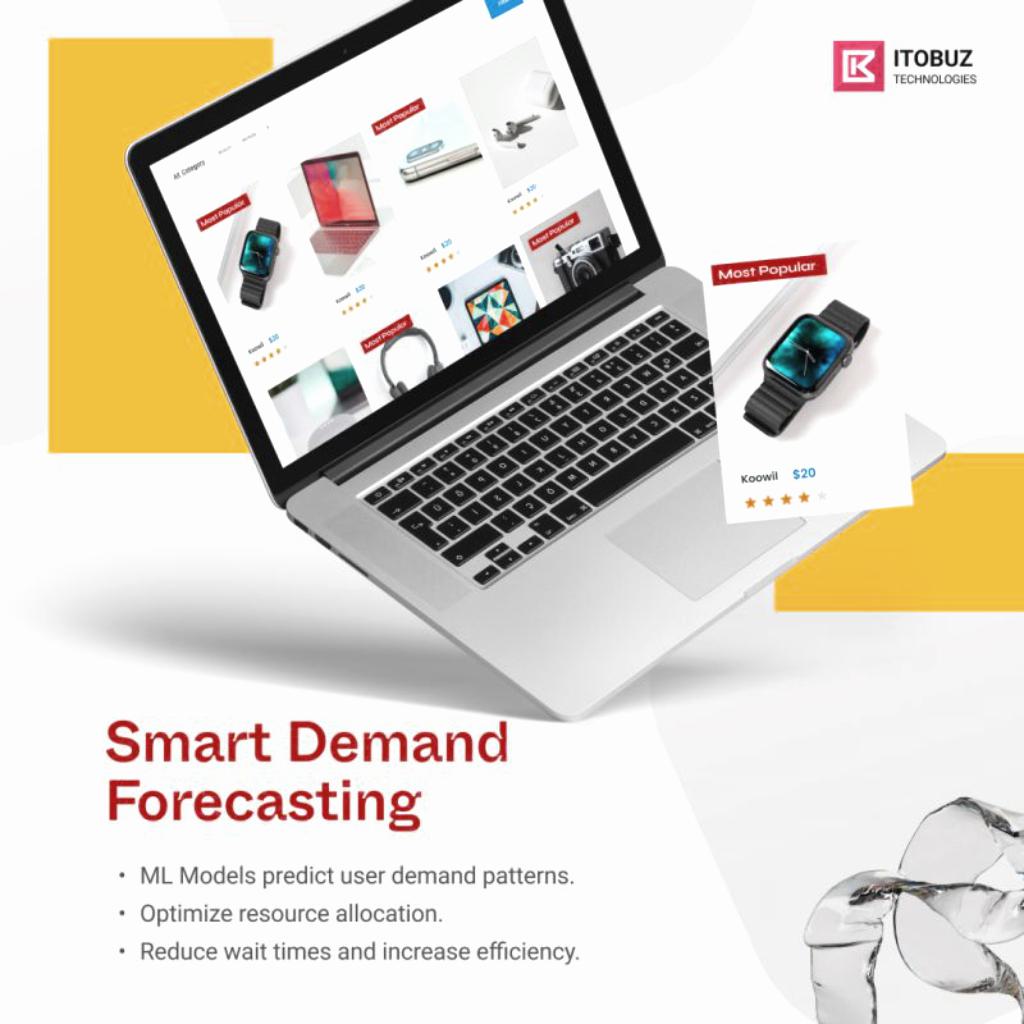 ITOBUZ
TECHNOLOGIES
All Category
Most Popular
Most Popular
Koowil $20
Koowil $20
Koowil $20
Koowil $20
Most Popular
Most Popular
Most Popular
Koowil $20
Smart Demand
Forecasting
• ML Models predict user demand patterns.
• Optimize resource allocation.
• Reduce wait times and increase efficiency.